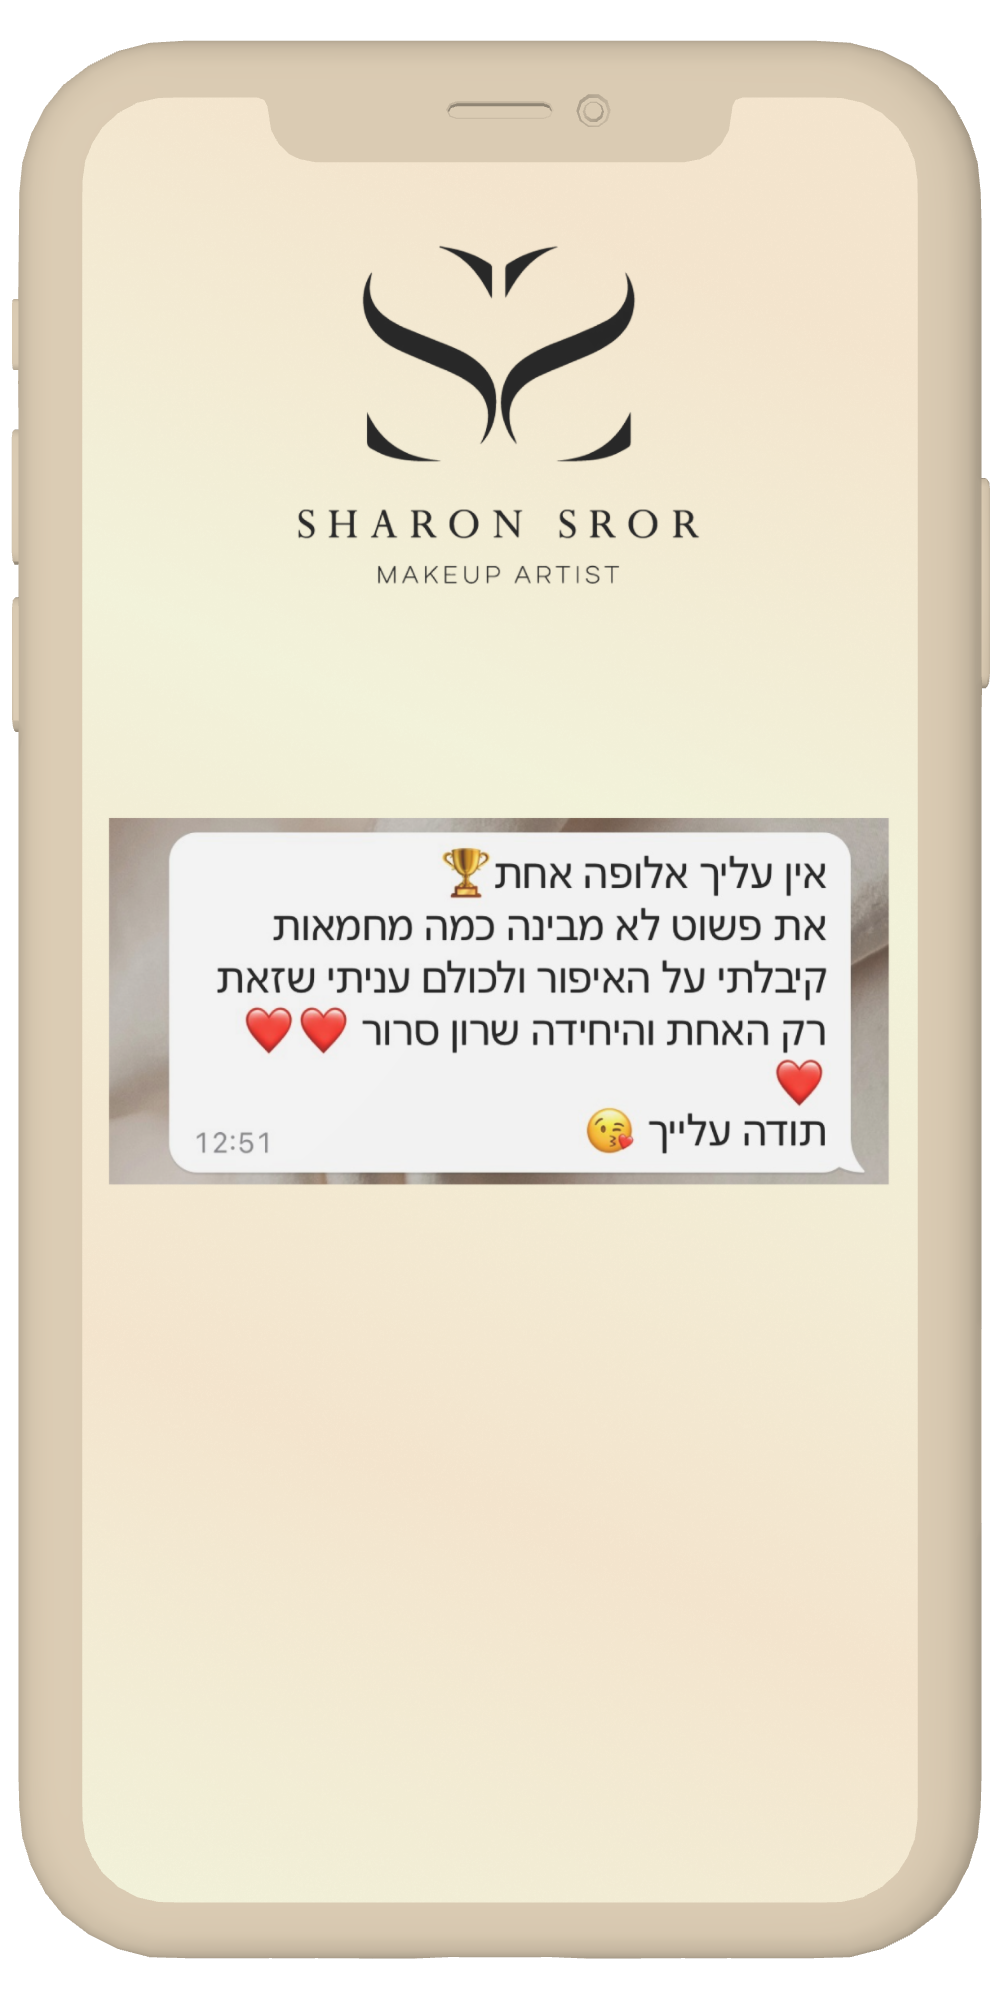 SHARON SROR
MAKEUP ARTIST
אין עליך אלופה אחת🏆
את פשוט לא מבינה כמה מחמאות
קיבלתי על האיפור ולכולם עניתי שזאת
רק האחת והיחידה שרון סרור ❤️❤️
❤️
תודה עלייך 😘
12:51